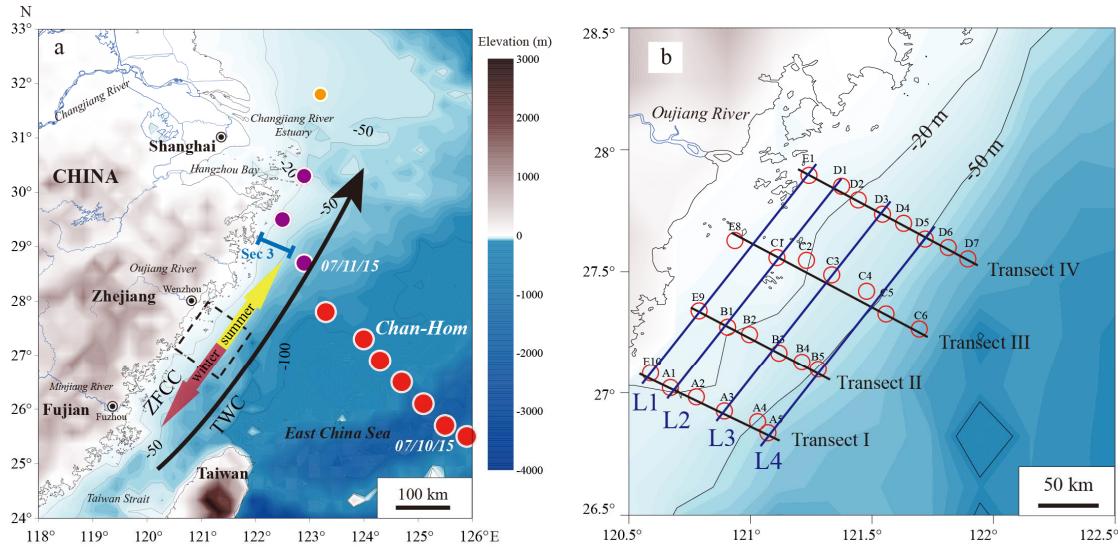 N
33°
32°
31°
30°
29°
28°
27°
26°
25°
24°
118°
119°
120°
121°
122°
123°
124°
125°
126°E
a
Changjiang River
Shanghai
Changjiang River
Estuary
CHINA
Hangzhou Bay
-20
-50
-50
Sec 3
07/11/15
Oujiang River
Wenzhou
Zhejiang
summer
winter
Chan-Hom
-100
ZFCC
TWC
Minjiang River
Fujian
Fuzhou
-50
East China Sea
07/10/15
Taiwan
Taiwan Strait
100 km
Elevation (m)
3000
2000
1000
0
-1000
-2000
-3000
-4000
28.5°
28°
27.5°
27°
26.5°
120.5°
121°
121.5°
122°
122.5°
b
Oujiang River
-20 m
-50 m
E1
D1
D2
D3
D4
D5
D6
D7
Transect IV
E8
C1
C2
C3
C4
C5
C6
Transect III
E9
B1
B2
B3
B4
B5
Transect II
E10
A1
A2
A3
A4
A5
Transect I
L1
L2
L3
L4
50 km